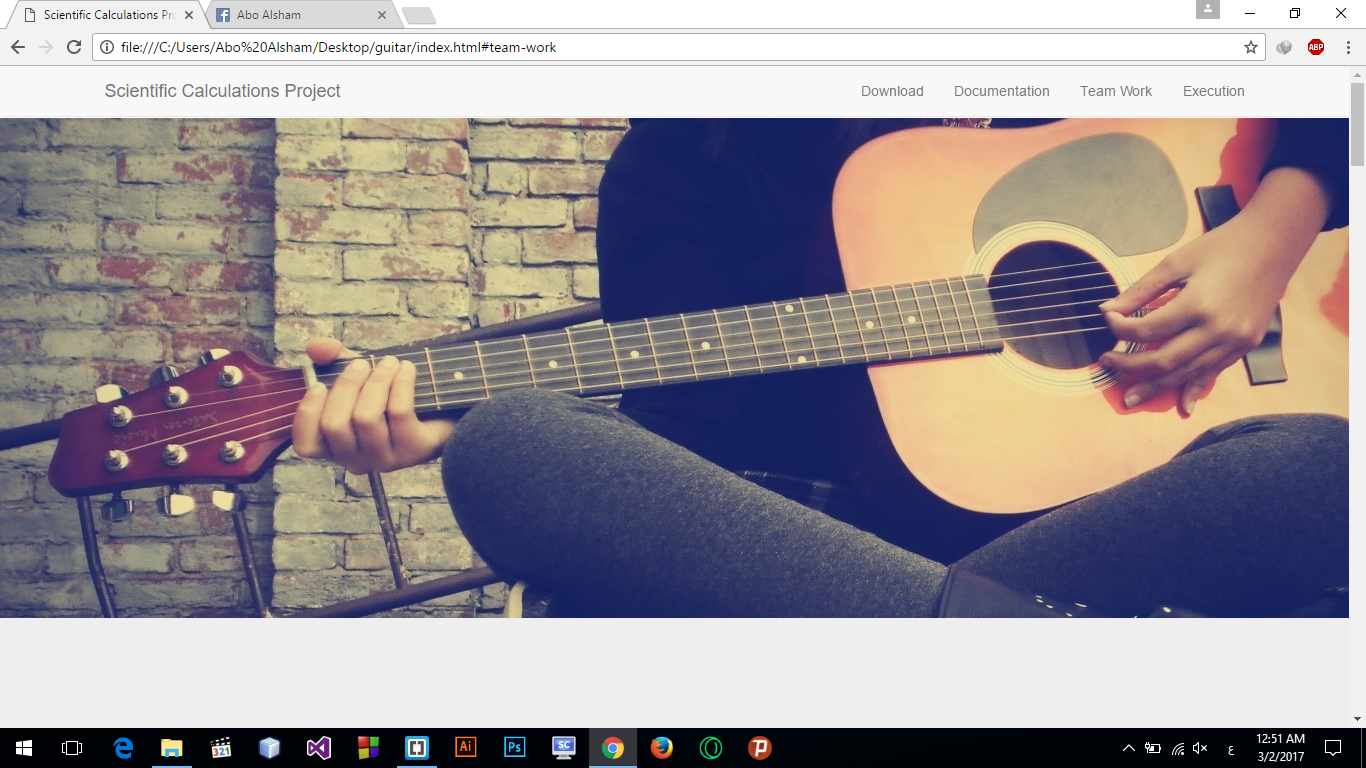 Scientific Calculations Pr
Abo Alsham
file:///C:/Users/Abo%20Alsham/Desktop/guitar/index.html#team-work
ABP
Scientific Calculations Project
Download Documentation Team Work Execution
321
Ai
Ps
SC
ع
12:51 AM
3/2/2017